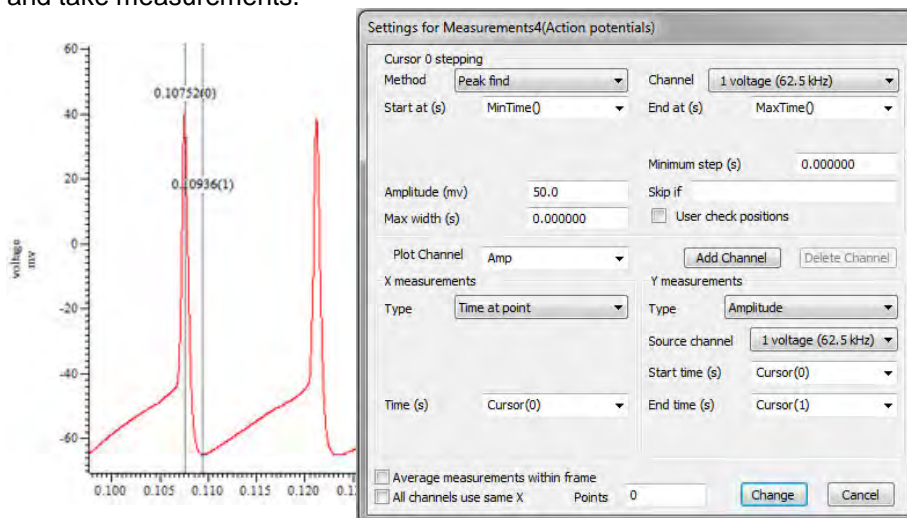 and take measurements.
60
40
20
0
-20
-40
-60
voltage
mv
0.10752(0)
0.10936(1)
0.100 0.105 0.110 0.115 0.120
Settings for Measurements4(Action potentials)
Cursor 0 stepping
Method Peak find Channel 1 voltage (62.5 kHz)
Start at (s) MinTime() End at (s) MaxTime()
Minimum step (s) 0.000000
Amplitude (mv) 50.0 Skip if
Max width (s) 0.000000 User check positions
Plot Channel Amp Add Channel Delete Channel
X measurements Y measurements
Type Time at point Type Amplitude
Source channel 1 voltage (62.5 kHz)
Start time (s) Cursor(0)
Time (s) Cursor(0) End time (s) Cursor(1)
Average measurements within frame
All channels use same X Points 0 Change Cancel